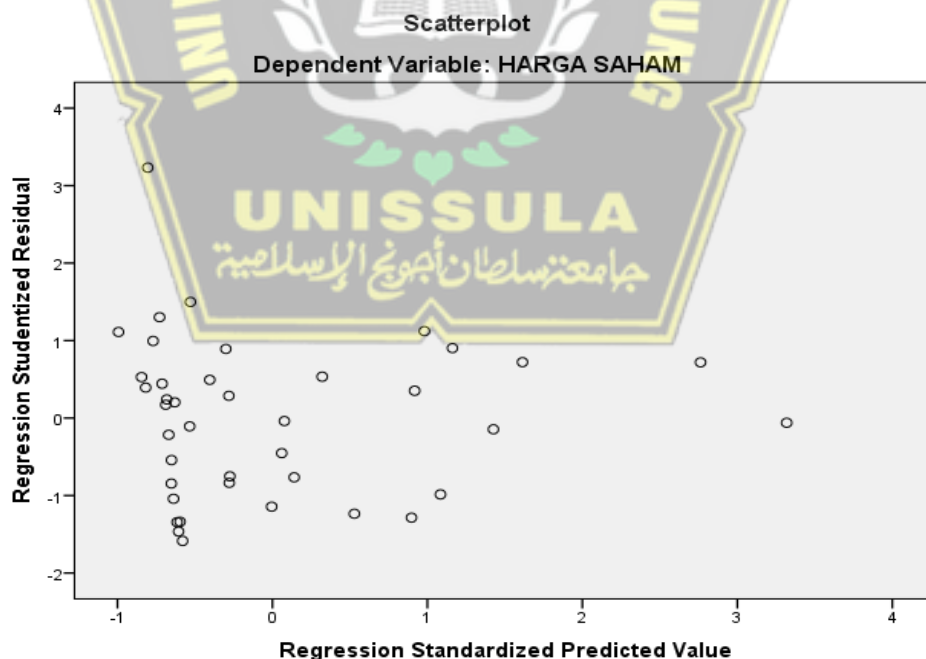 Scatterplot
Dependent Variable: HARGA SAHAM
UNISSULA
جامعة سلطان أجونج الإسلامية
Regression Studentized Residual
4
3
2
1
0
-1
-2
-1
0
1
2
3
4
Regression Standardized Predicted Value